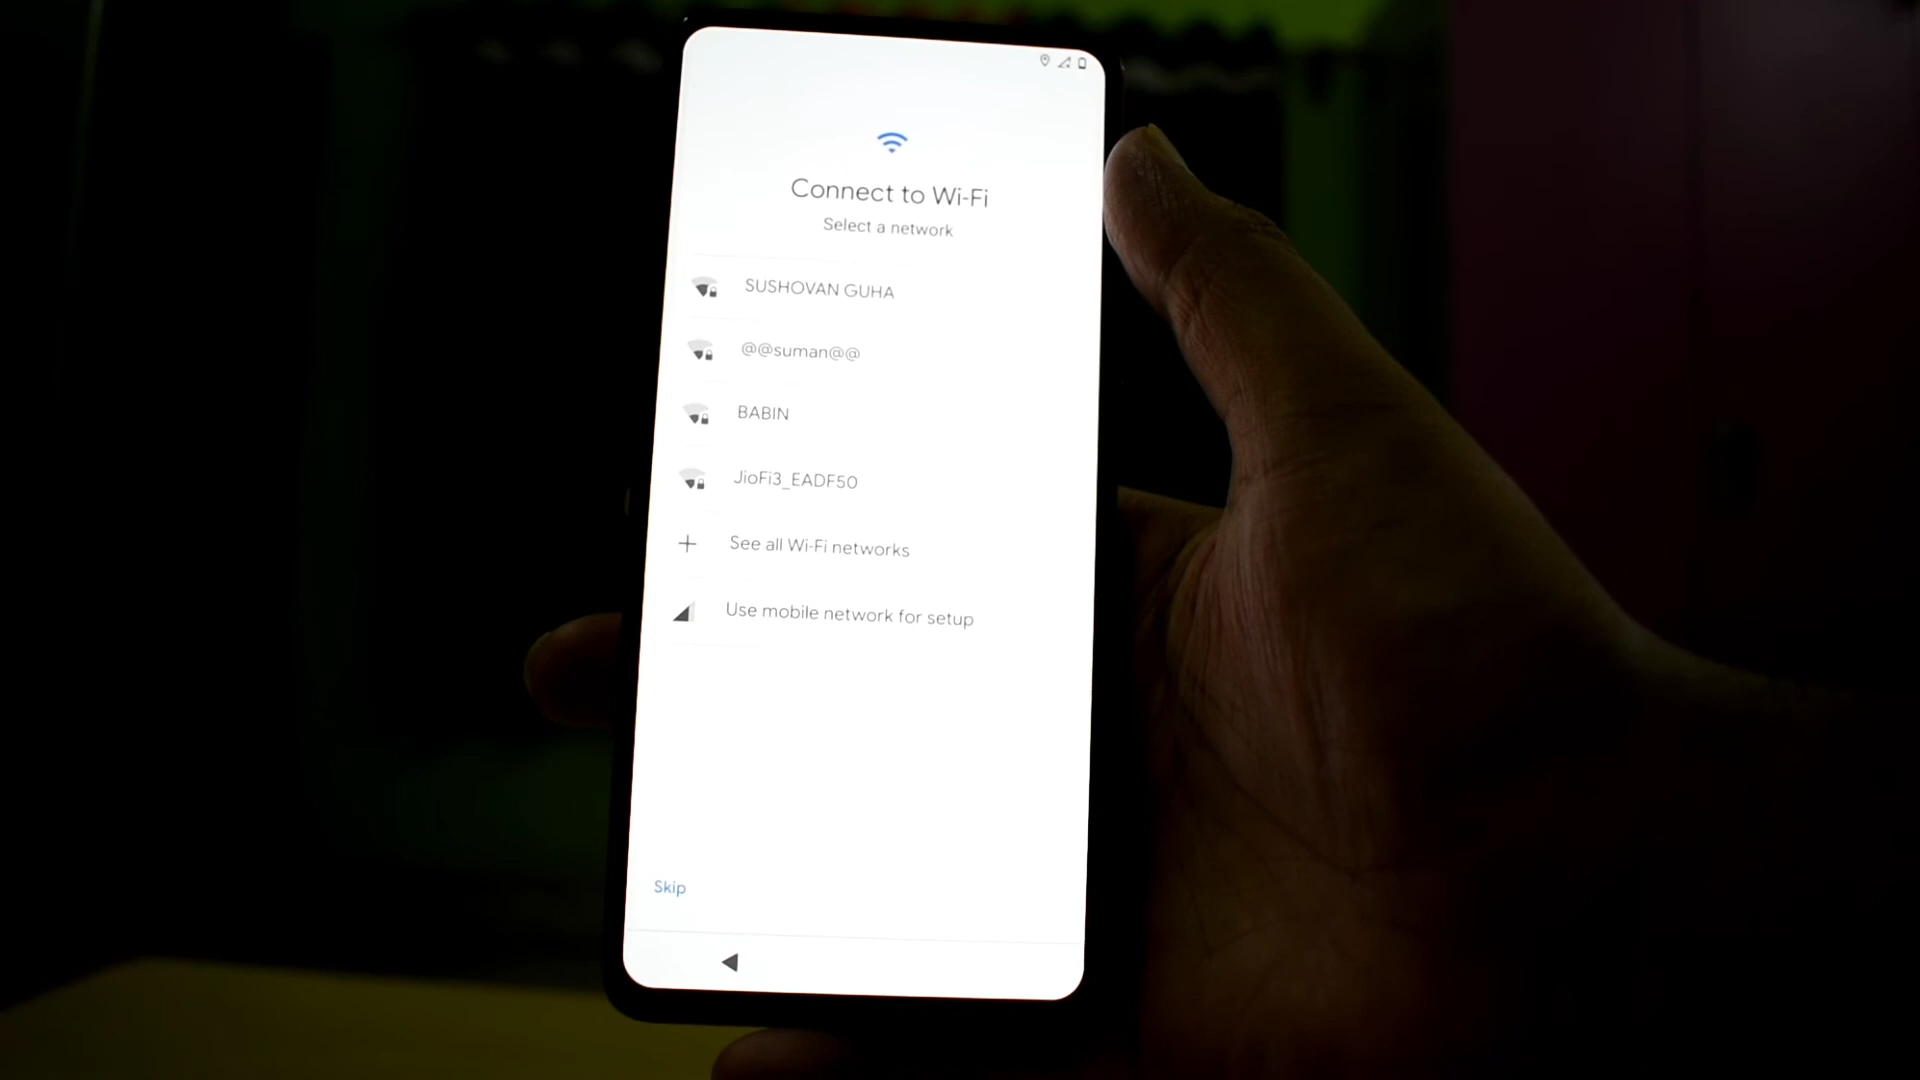 Connect to Wi-Fi
Select a network
SUSHOVAN GUHA
@@suman@@
BABIN
JioFi3_EADF50
See all Wi-Fi networks
Use mobile network for setup
Skip